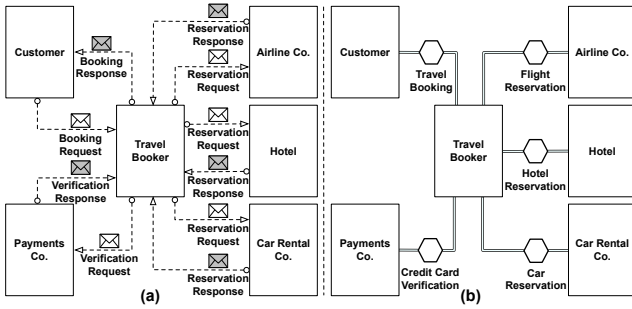 Customer
Booking
Response
Reservation
Response
Airline Co.
Reservation
Request
Booking
Request
Travel
Booker
Reservation
Request
Hotel
Verification
Response
Reservation
Response
Payments
Co.
Verification
Request
Reservation
Request
Car Rental
Co.
Reservation
Response
(a)
Customer
Travel
Booking
Flight
Reservation
Airline Co.
Travel
Booker
Hotel
Reservation
Hotel
Payments
Co.
Credit Card
Verification
Car
Reservation
Car Rental
Co.
(b)